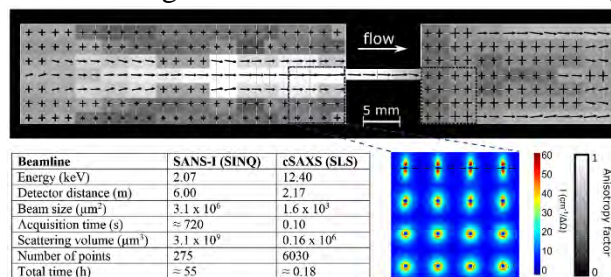 flow
5 mm
Beamline SANS-I (SINQ) cSAXS (SLS)
Energy (keV) 2.07 12.40
Detector distance (m) 6.00 2.17
Beam size (μm²) 3.1 x 10⁶ 1.6 x 10³
Acquisition time (s) ≈ 720 0.10
Scattering volume (μm³) 3.1 x 10⁹ 0.16 x 10⁶
Number of points 275 6030
Total time (h) ≈ 55 ≈ 0.18
60
50
40
30
20
10
0
I (cm⁻¹/Ω)
1
0
Anisotropy factor